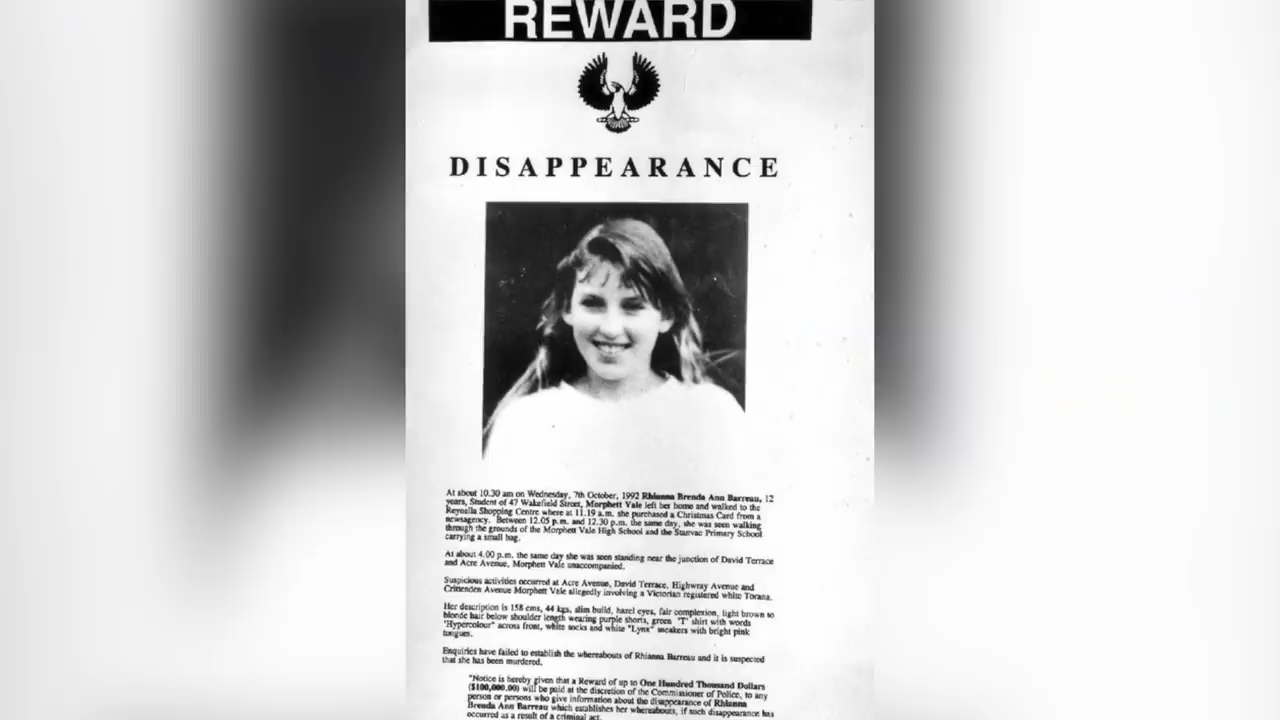 REWARD
DISAPPEARANCE
At about 10.30 am on Wednesday, 7th October, 1992 Rhianna Brenda Ann Barreau, 12
years, Student of 47 Wakefield Street, Morphett Vale left her home and walked to the
Reynella Shopping Centre where at 11.19 a.m. she purchased a Christmas Card from a
newsagency. Between 12.05 p.m. and 12.30 p.m. the same day, she was seen walking
through the grounds of the Morphett Vale High School and the Stanvac Primary School
carrying a small bag.
At about 4.00 p.m. the same day she was seen standing near the junction of David Terrace
and Acre Avenue, Morphett Vale unaccompanied.
Suspicious activities occurred at Acre Avenue, David Terrace, Highway Avenue and
Crittenden Avenue Morphett Vale allegedly involving a Victorian registered white Torana.
Her description is 158 cms, 44 kgs, slim build, hazel eyes, fair complexion, light brown to
blonde hair below shoulder length wearing purple shorts, green 'T' shirt with words
"Hypercolour" across front, white socks and white "Lynx" sneakers with bright pink
tongues.
Enquiries have failed to establish the whereabouts of Rhianna Barreau and it is suspected
that she has been murdered.
"Notice is hereby given that a Reward of up to One Hundred Thousand Dollars
($100,000.00) will be paid at the discretion of the Commissioner of Police, to any
person or persons who give information about the disappearance of Rhianna
Brenda Ann Barreau which establishes her whereabouts, if such disappearance has
occurred as a result of a criminal act.